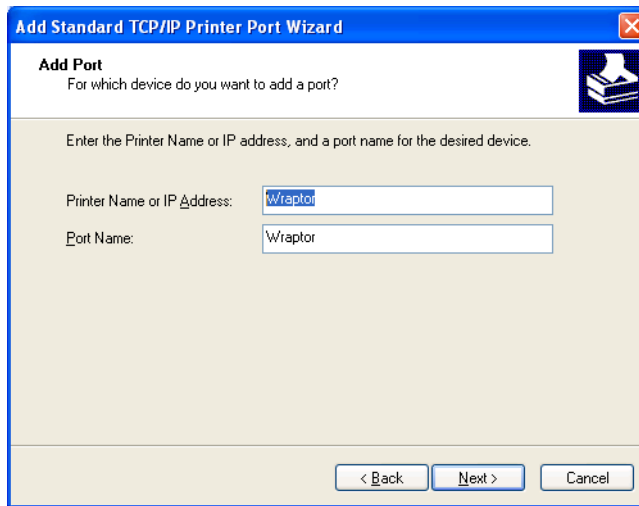 Add Standard TCP/IP Printer Port Wizard
Add Port
For which device do you want to add a port?
Enter the Printer Name or IP address, and a port name for the desired device.
Printer Name or IP Address: Wraptor
Port Name: Wraptor
< Back Next > Cancel